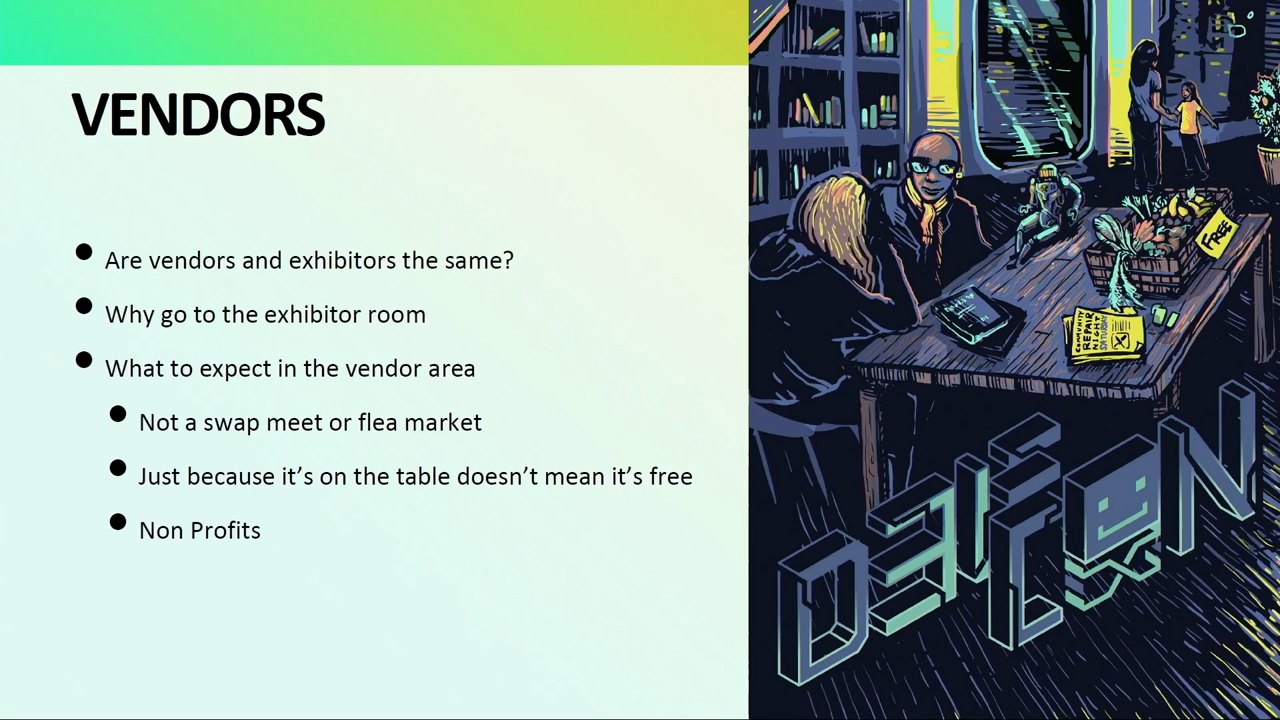 VENDORS
Are vendors and exhibitors the same?
Why go to the exhibitor room
What to expect in the vendor area
Not a swap meet or flea market
Just because it’s on the table doesn’t mean it’s free
Non Profits
FREE
COMMUNITY
REPAIR
NIGHT
SATURDAY
DEF
CON